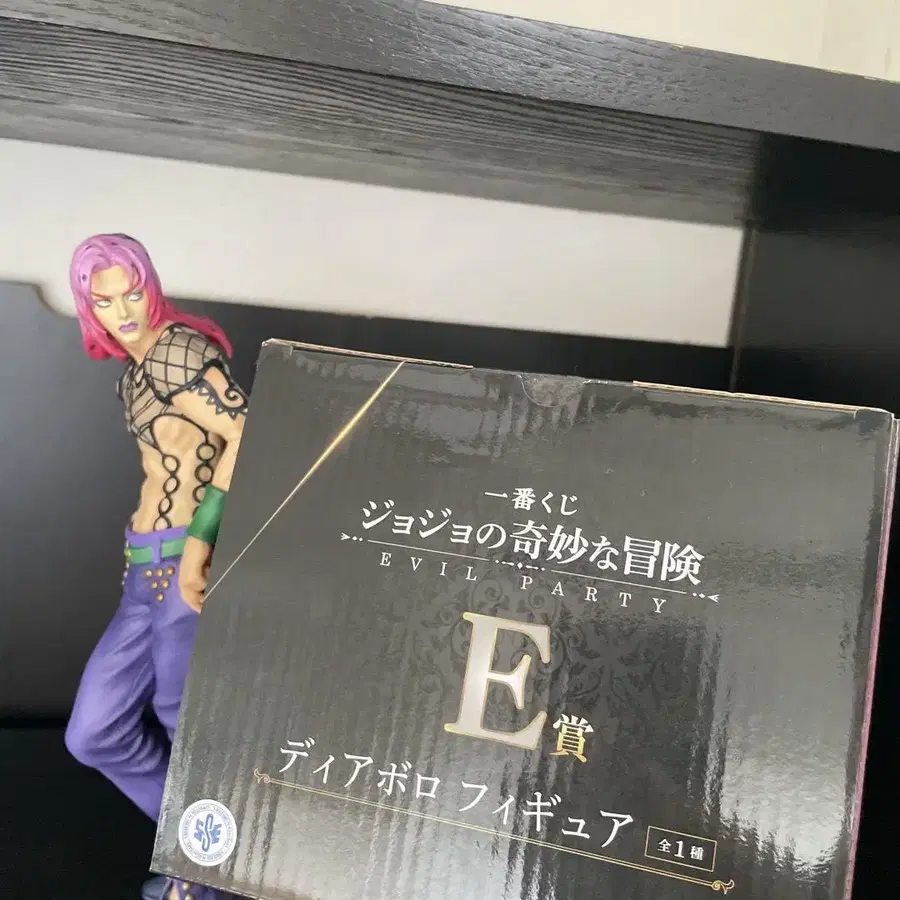 一番くじ
ジョジョの奇妙な冒険
EVIL PARTY
E賞
ディアボロ フィギュア
全1種